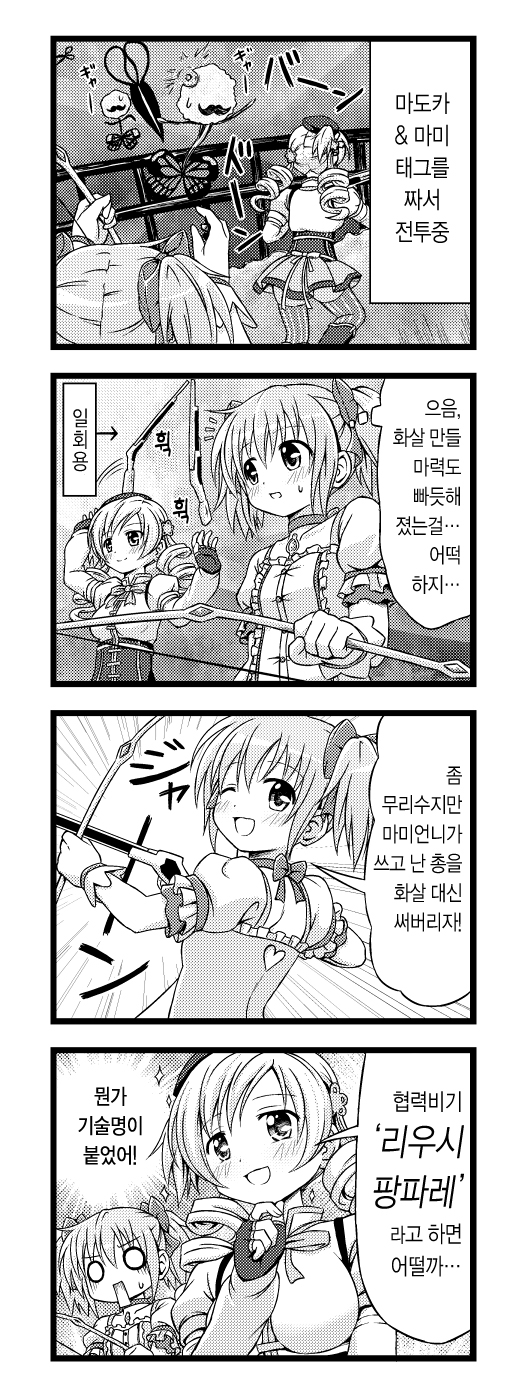 마도카
& 마미
태그를
짜서
전투중
ギャー
ギャー
バーン
ズドーン
으음,
화살 만들
마력도
빠듯해
졌는걸…
어떡
하지…
일회용
→
휙
휙
좀
무리수지만
마미언니가
쓰고 난 총을
화살 대신
써버리자!
ジャーン
협력비기
‘리우시
팡파레’
라고 하면
어떨까…
뭔가
기술명이
붙었어!